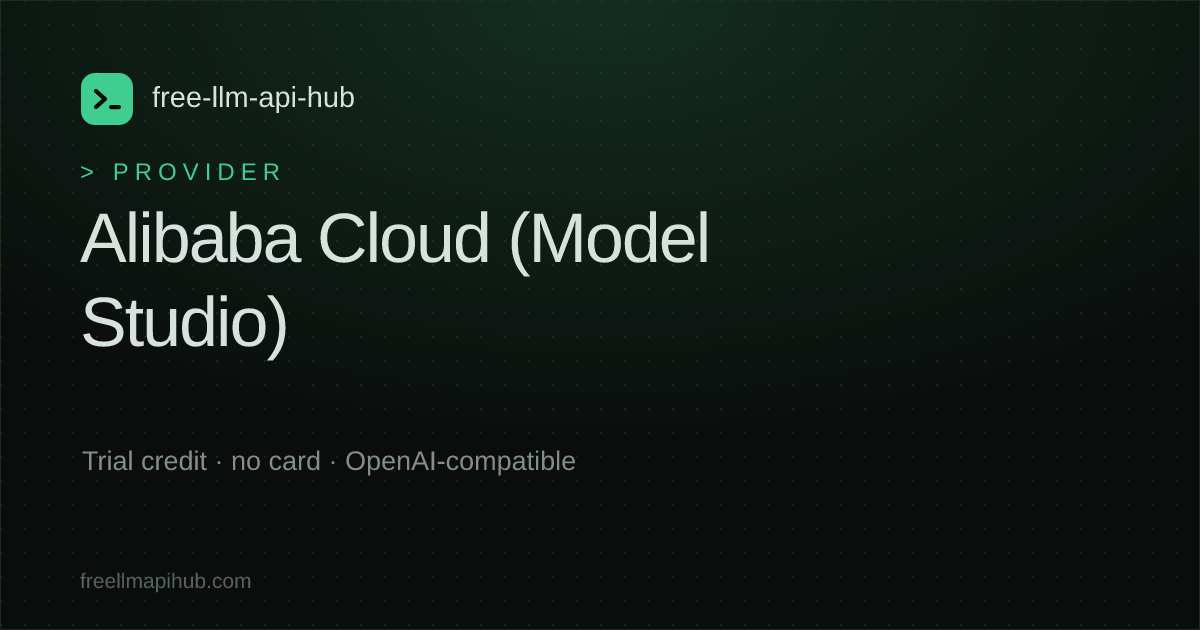 free-llm-api-hub
> PROVIDER
Alibaba Cloud (Model
Studio)
Trial credit · no card · OpenAI-compatible
freellmapihub.com